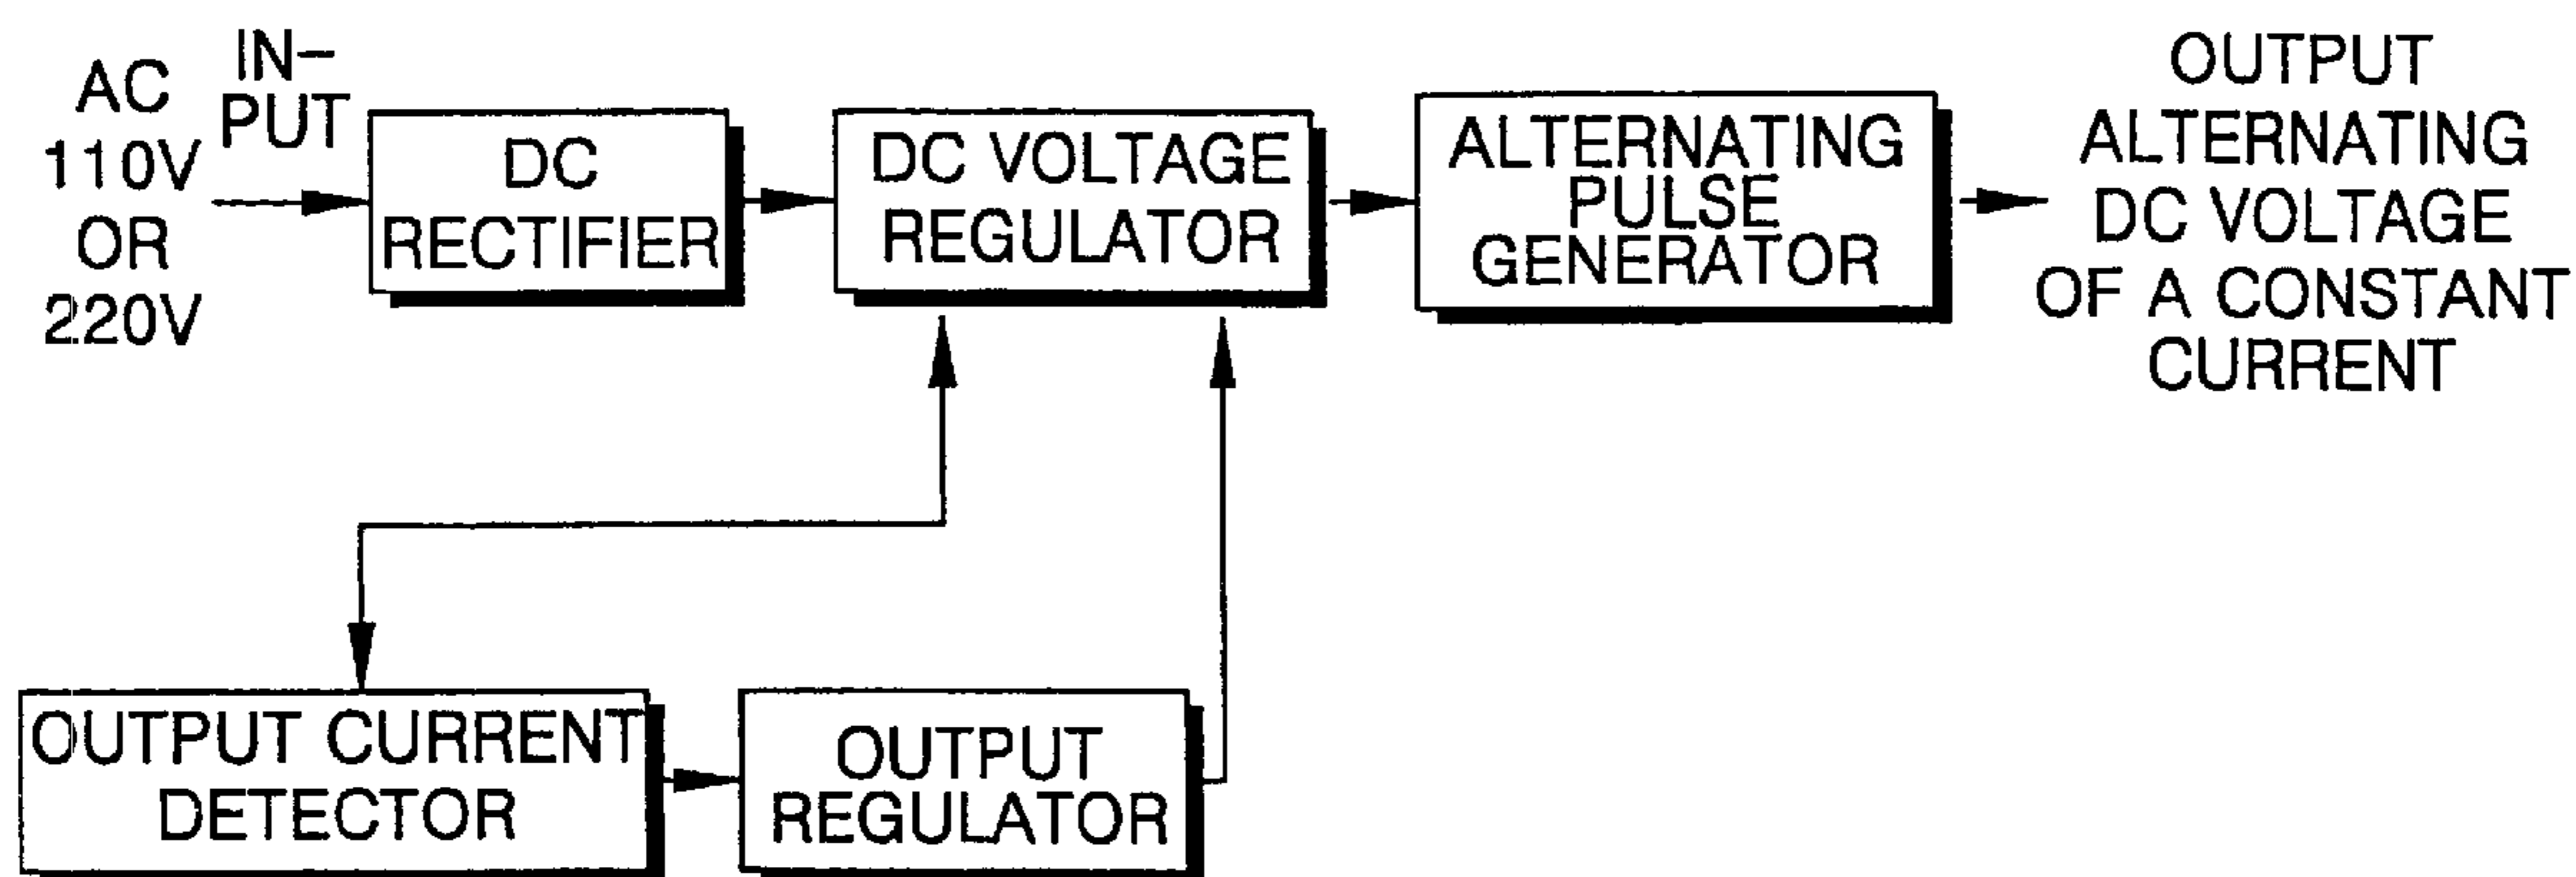 AC
110V
OR
220V
IN-
PUT
DC
RECTIFIER
DC VOLTAGE
REGULATOR
ALTERNATING
PULSE
GENERATOR
OUTPUT
ALTERNATING
DC VOLTAGE
OF A CONSTANT
CURRENT
OUTPUT CURRENT
DETECTOR
OUTPUT
REGULATOR